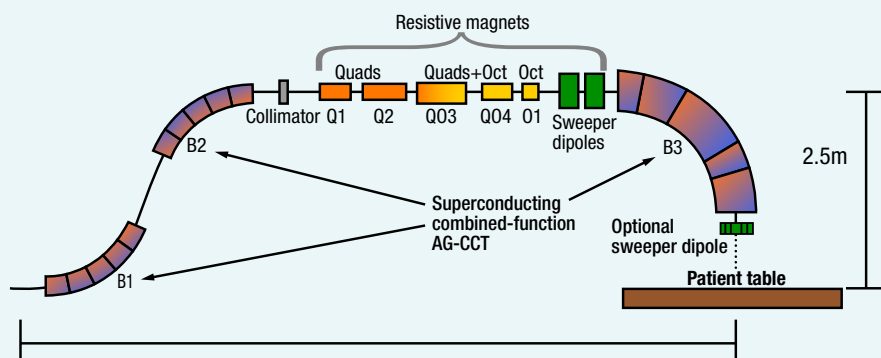 Resistive magnets
Quads
Quads+Oct
Oct
Collimator
Q1
Q2
QO3
QO4
O1
Sweeper
dipoles
B2
B3
2.5m
Superconducting
combined-function
AG-CCT
Optional
sweeper dipole
B1
Patient table